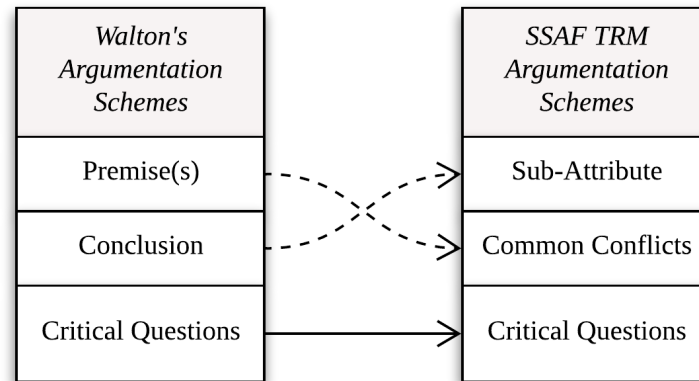 Walton's
Argumentation
Schemes
Premise(s)
Conclusion
Critical Questions
SSAF TRM
Argumentation
Schemes
Sub-Attribute
Common Conflicts
Critical Questions